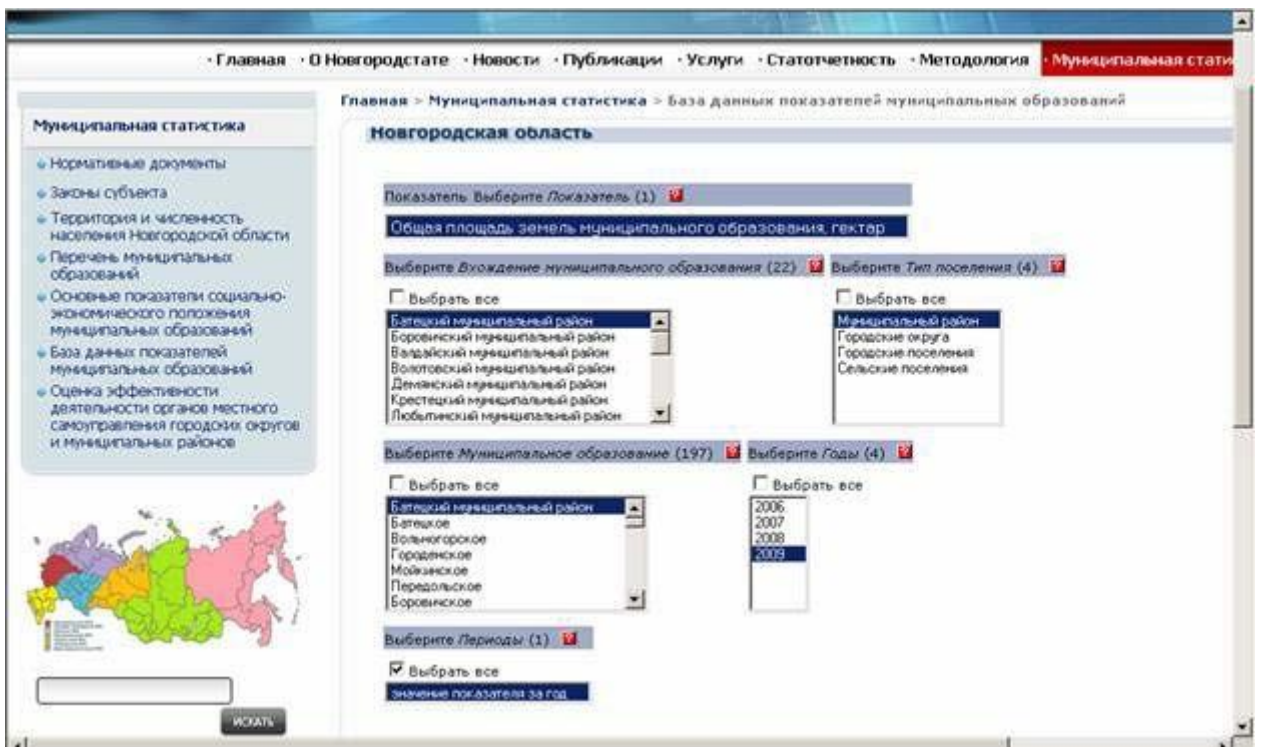 · Главная · О Новгородстате · Новости · Публикации · Услуги · Статотчетность · Методология · Муниципальная стати
Главная > Муниципальная статистика > База данных показателей муниципальных образований
Муниципальная статистика
Нормативные документы
Законы субъекта
Территория и численность
населения Новгородской области
Перечень муниципальных
образований
Основные показатели социально-
экономического положения
муниципальных образований
База данных показателей
муниципальных образований
Оценка эффективности
деятельности органов местного
самоуправления городских округов
и муниципальных районов
ИСКАТЬ
Новгородская область
Показатель Выберите Показатель (1) ?
Общая площадь земель муниципального образования, гектар
Выберите Вхождение муниципального образования (22) ?
Выбрать все
Батецкий муниципальный район
Боровичский муниципальный район
Валдайский муниципальный район
Волотовский муниципальный район
Демянский муниципальный район
Крестецкий муниципальный район
Любытинский муниципальный район
Выберите Тип поселения (4) ?
Выбрать все
Муниципальный район
Городские округа
Городские поселения
Сельские поселения
Выберите Муниципальное образование (197) ?
Выбрать все
Батецкий муниципальный район
Батецкое
Вольногорское
Городенское
Мойкинское
Передольское
Боровичское
Выберите Годы (4) ?
Выбрать все
2006
2007
2008
2009
Выберите Периоды (1) ?
Выбрать все
значение показателя за год